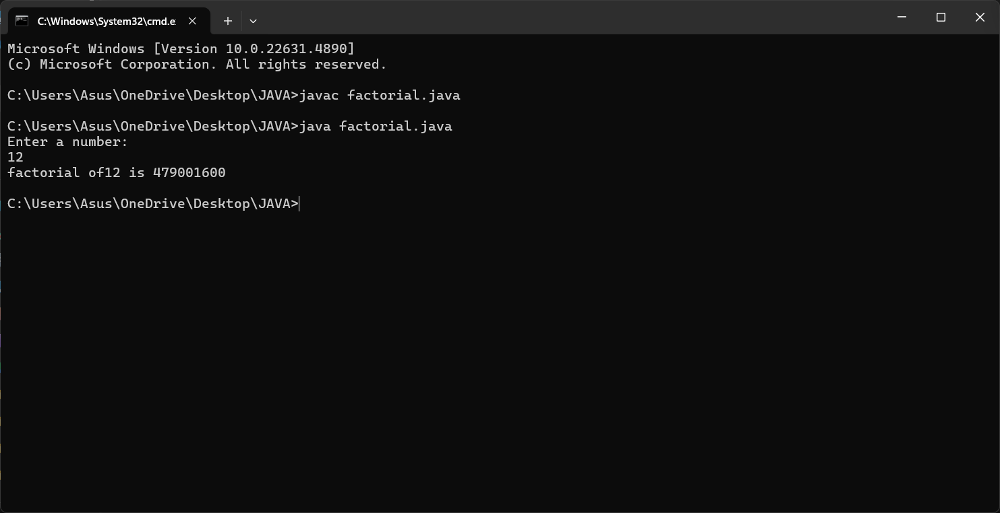 C:\Windows\System32\cmd.e
Microsoft Windows [Version 10.0.22631.4890]
(c) Microsoft Corporation. All rights reserved.
C:\Users\Asus\OneDrive\Desktop\JAVA>javac factorial.java
C:\Users\Asus\OneDrive\Desktop\JAVA>java factorial.java
Enter a number:
12
factorial of12 is 479001600
C:\Users\Asus\OneDrive\Desktop\JAVA>